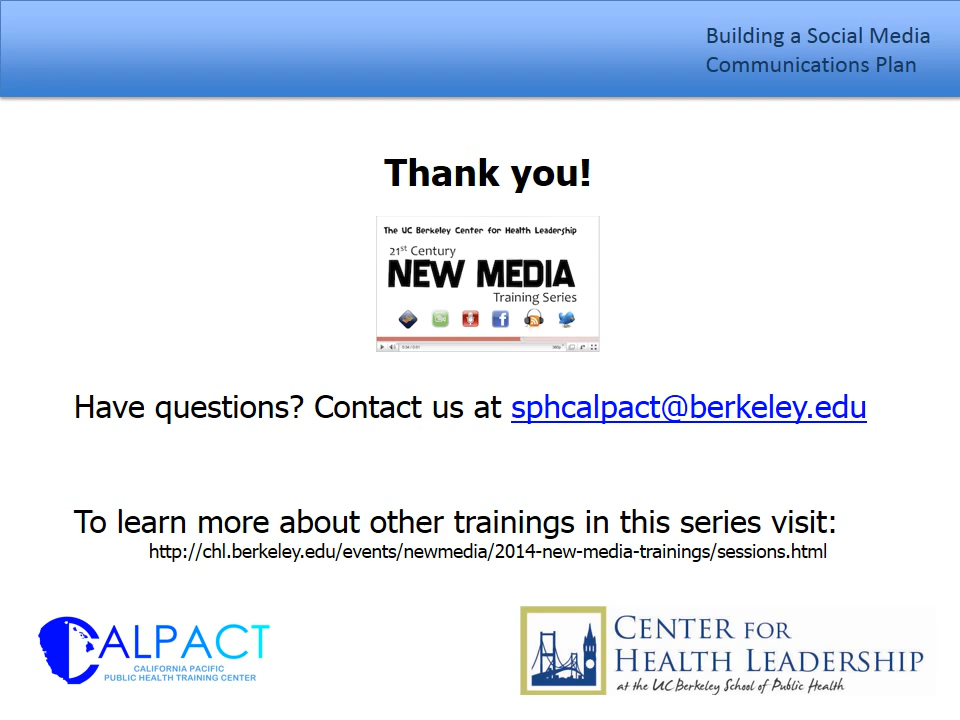 Building a Social Media
Communications Plan
Thank you!
The UC Berkeley Center for Health Leadership
21st Century
NEW MEDIA
Training Series
Have questions? Contact us at sphcalpact@berkeley.edu
To learn more about other trainings in this series visit:
http://chl.berkeley.edu/events/newmedia/2014-new-media-trainings/sessions.html
CALPACT
CALIFORNIA PACIFIC
PUBLIC HEALTH TRAINING CENTER
CENTER FOR
HEALTH LEADERSHIP
at the UC Berkeley School of Public Health